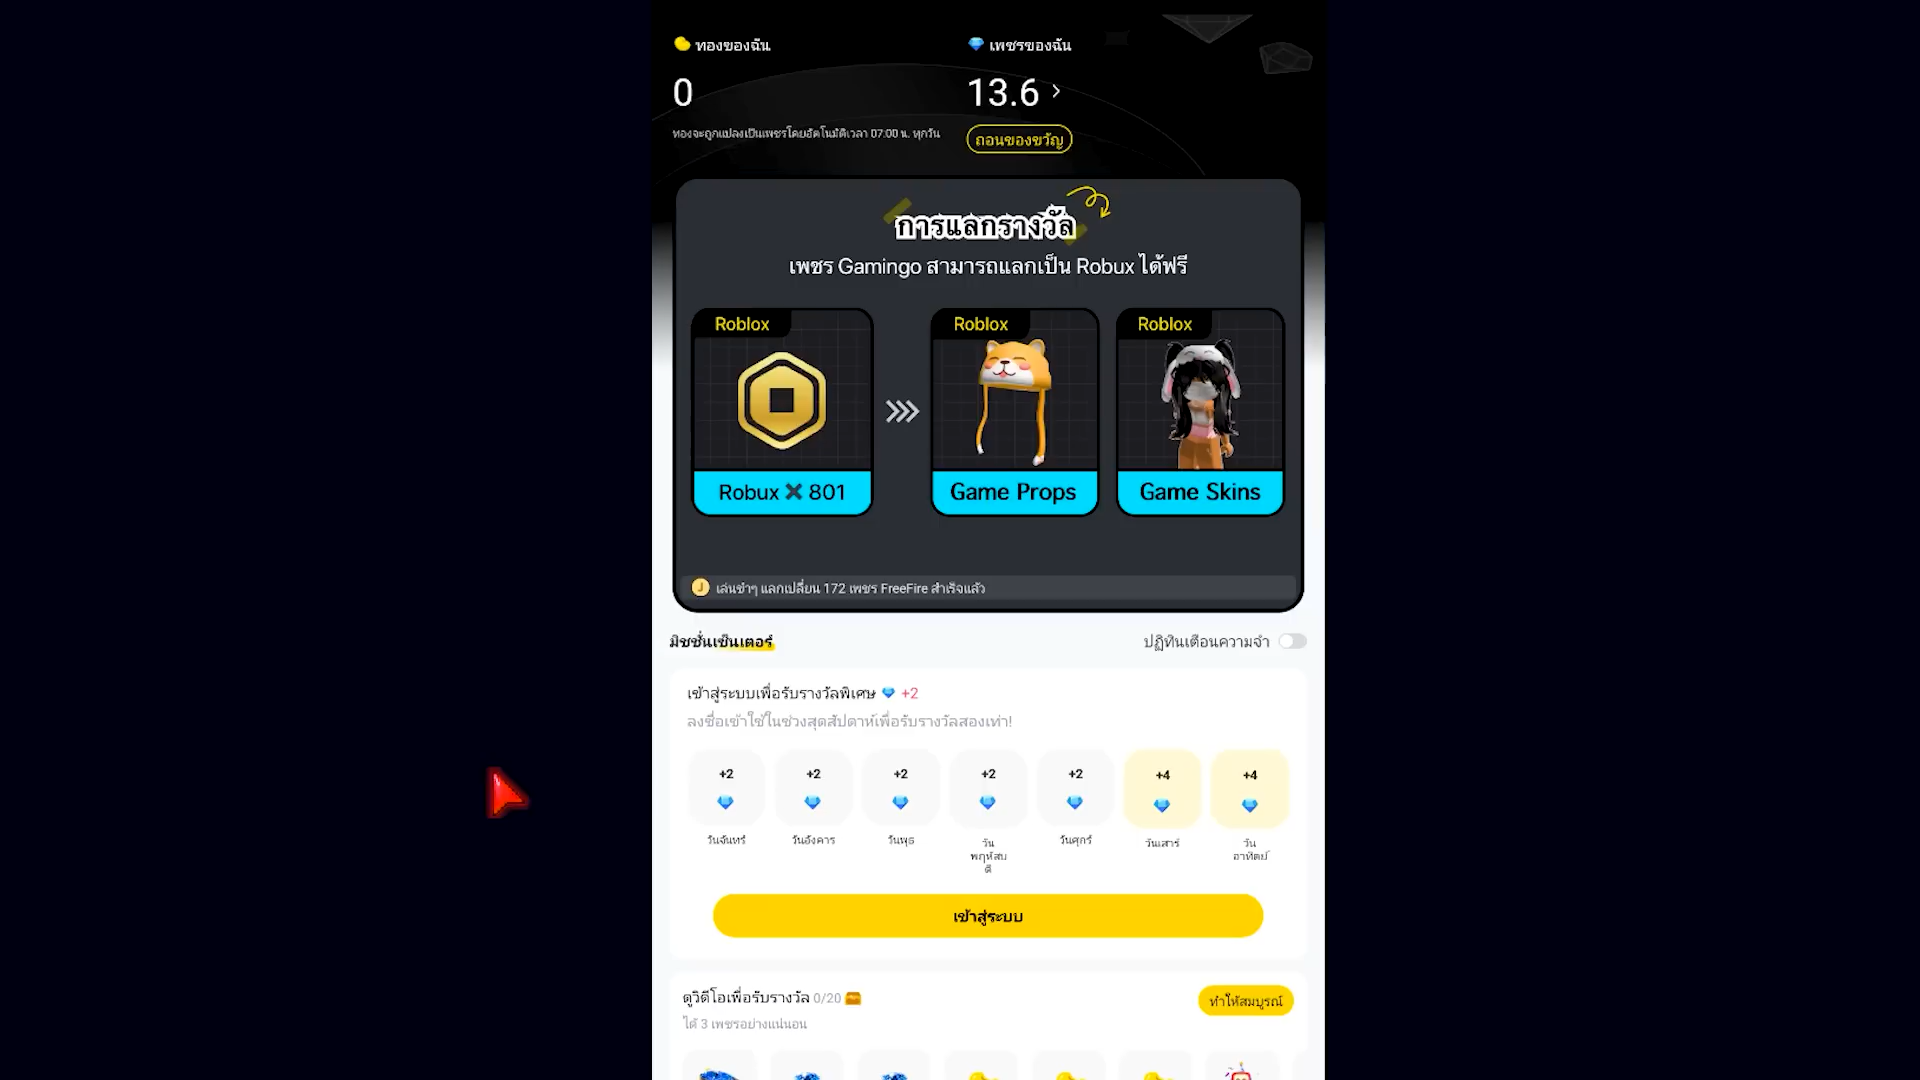 ทองของฉัน
เพชรของฉัน
0
13.6
ทองจะถูกแปลงเป็นเพชรโดยอัตโนมัติเวลา 07:00 น. ทุกวัน
ถอนของขวัญ
การแลกรางวัล
เพชร Gamingo สามารถแลกเป็น Robux ได้ฟรี
Roblox
Roblox
Roblox
Robux ✖ 801
Game Props
Game Skins
เล่นขำๆ แลกเปลี่ยน 172 เพชร FreeFire สำเร็จแล้ว
มิชชั่นเซ็นเตอร์
ปฏิทินเตือนความจำ
เข้าสู่ระบบเพื่อรับรางวัลพิเศษ +2
ลงชื่อเข้าใช้ในช่วงสุดสัปดาห์เพื่อรับรางวัลสองเท่า!
+2
+2
+2
+2
+2
+4
+4
วันจันทร์
วันอังคาร
วันพุธ
วัน
พฤหัสบ
ดี
วันศุกร์
วันเสาร์
วัน
อาทิตย์
เข้าสู่ระบบ
ดูวิดีโอเพื่อรับรางวัล 0/20
ทำให้สมบูรณ์
ได้ 3 เพชรอย่างแน่นอน